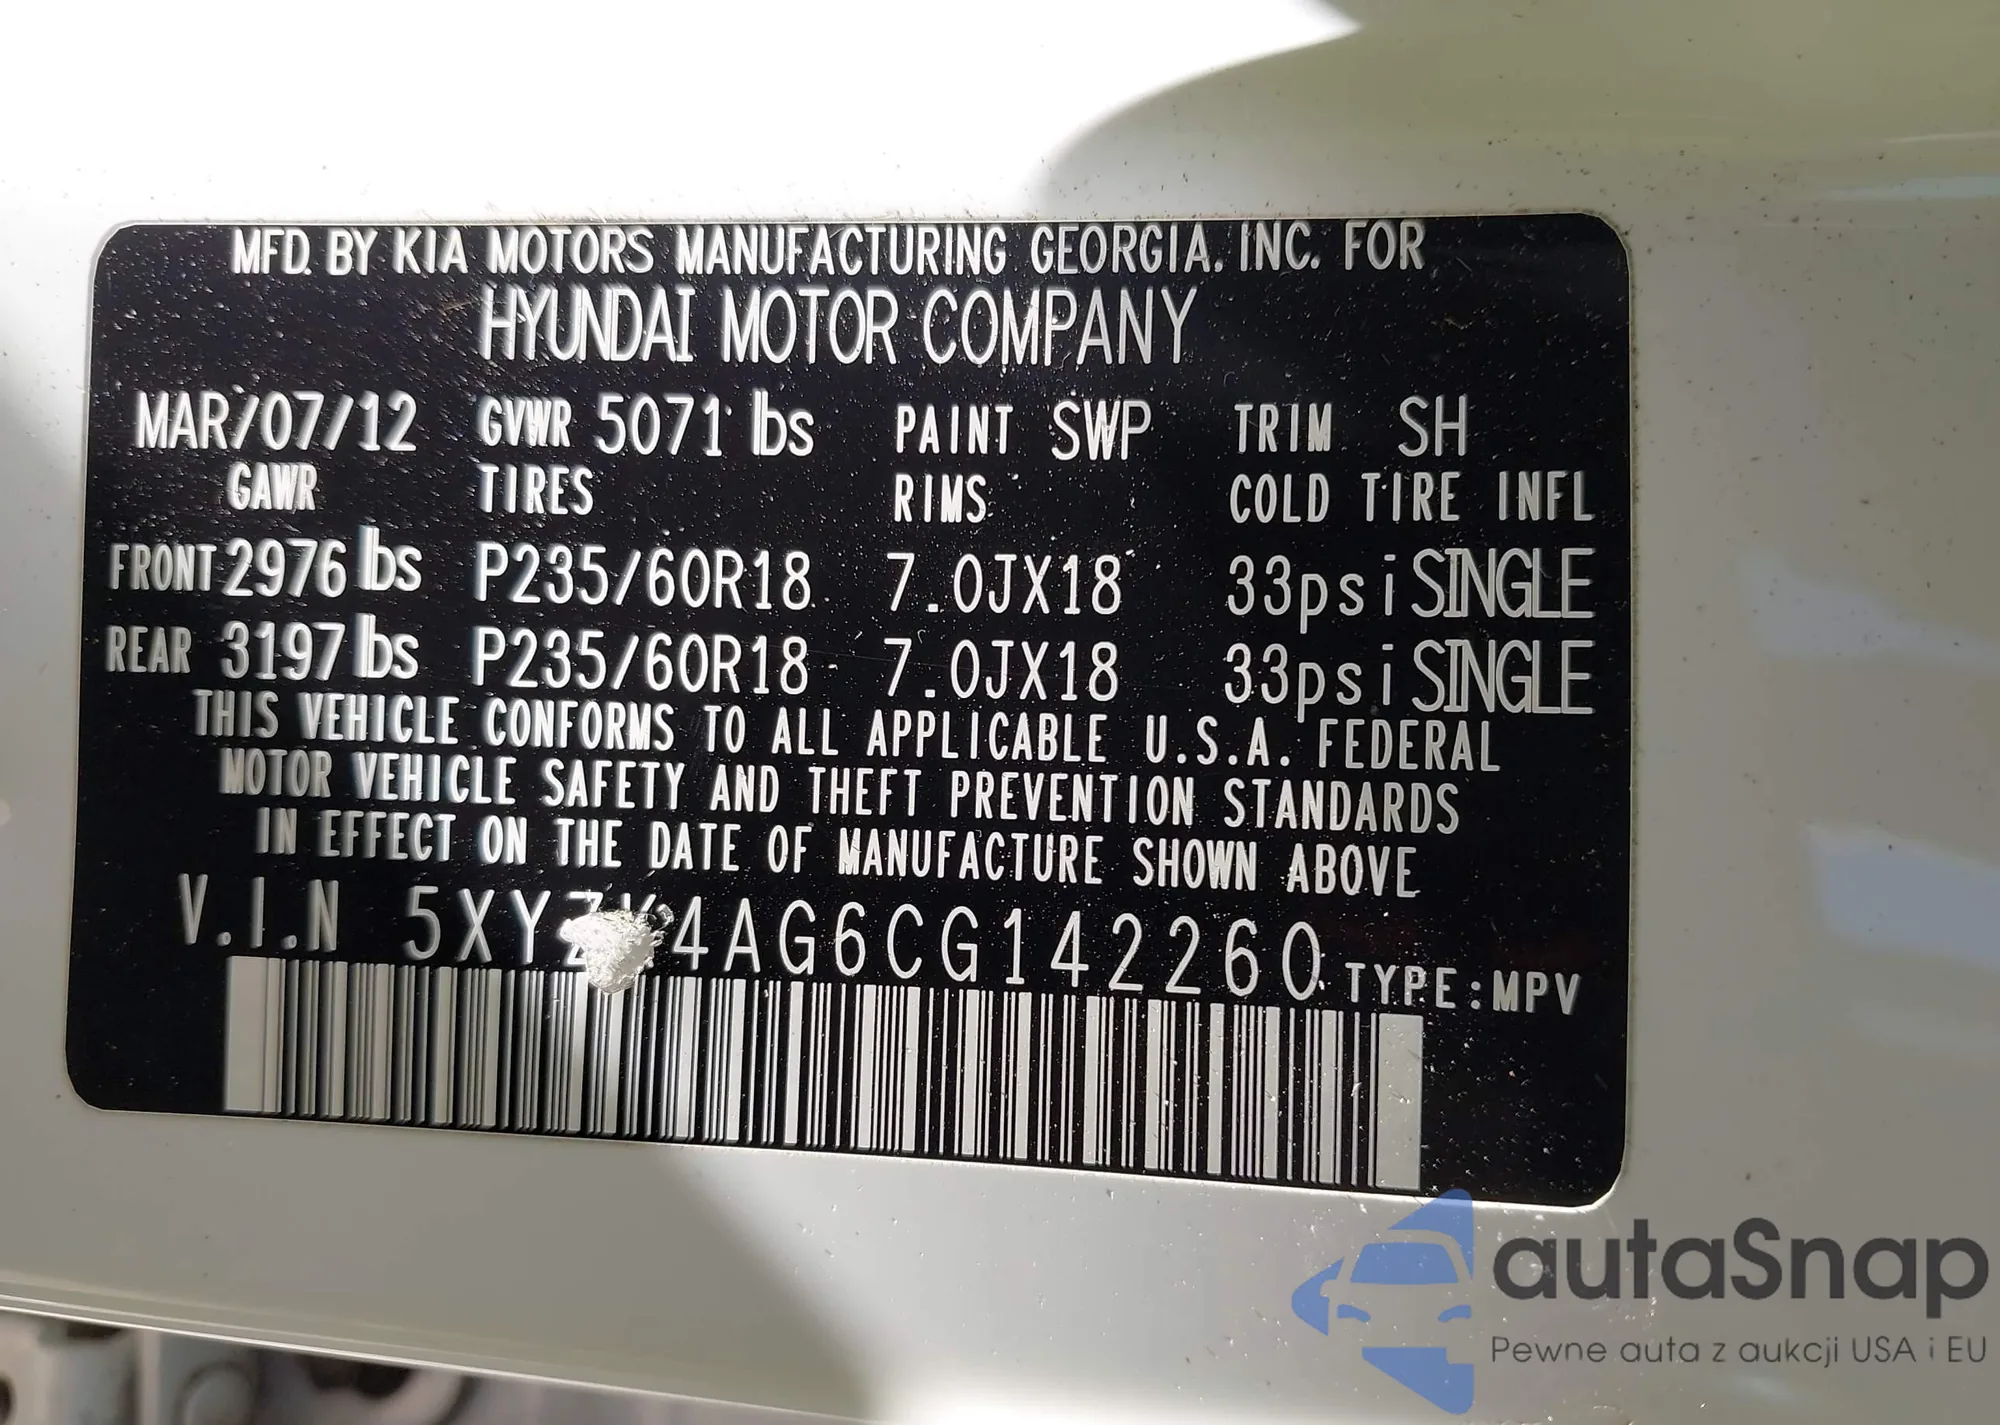 MFD. BY KIA MOTORS MANUFACTURING GEORGIA, INC. FOR
HYUNDAI MOTOR COMPANY
MAR/07/12 GVWR 5071 lbs PAINT SWP TRIM SH
GAWR TIRES RIMS COLD TIRE INFL
FRONT 2976 lbs P235/60R18 7.0JX18 33psi SINGLE
REAR 3197 lbs P235/60R18 7.0JX18 33psi SINGLE
THIS VEHICLE CONFORMS TO ALL APPLICABLE U.S.A. FEDERAL
MOTOR VEHICLE SAFETY AND THEFT PREVENTION STANDARDS
IN EFFECT ON THE DATE OF MANUFACTURE SHOWN ABOVE
V.I.N 5XYZK4AG6CG142260 TYPE:MPV
autaSnap
Pewne auta z aukcji USA i EU